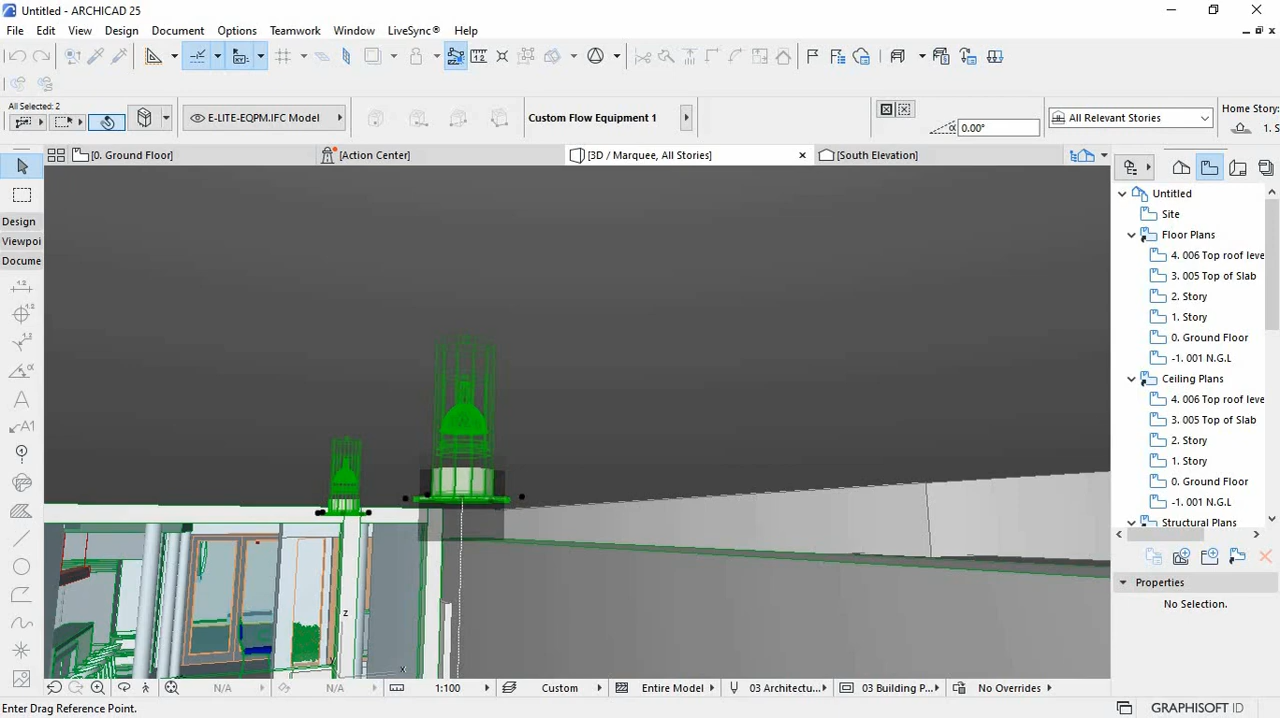 Untitled - ARCHICAD 25
File Edit View Design Document Options Teamwork Window LiveSync® Help
All Selected: 2
E-LITE-EQPM.IFC Model
Custom Flow Equipment 1
α 0.00°
All Relevant Stories
Home Story:
1. S
[0. Ground Floor]
[Action Center]
[3D / Marquee, All Stories]
[South Elevation]
Design
Viewpoi
Docume
Untitled
Site
Floor Plans
4. 006 Top roof leve
3. 005 Top of Slab
2. Story
1. Story
0. Ground Floor
-1. 001 N.G.L
Ceiling Plans
4. 006 Top roof leve
3. 005 Top of Slab
2. Story
1. Story
0. Ground Floor
-1. 001 N.G.L
Structural Plans
Properties
No Selection.
z
x
N/A
N/A
1:100
Custom
Entire Model
03 Architectu...
03 Building P...
No Overrides
Enter Drag Reference Point.
GRAPHISOFT ID